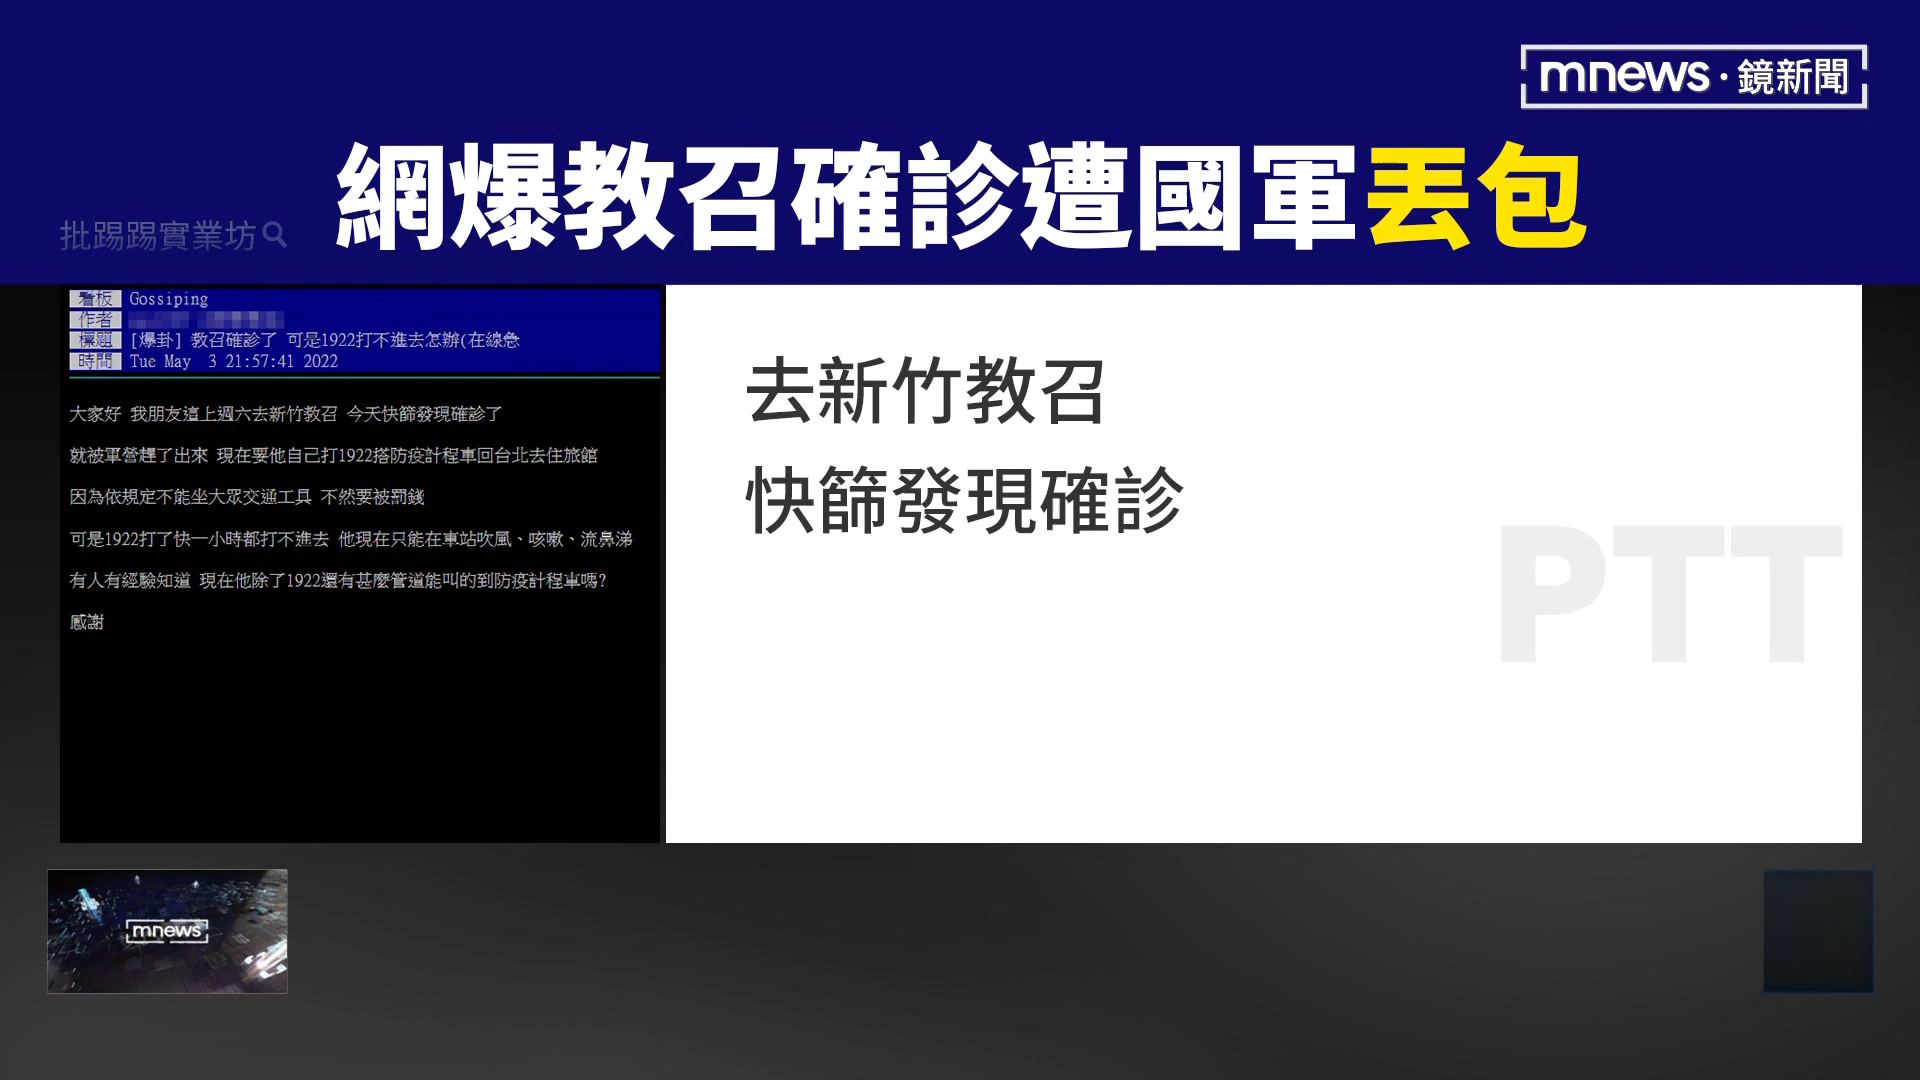 mnews·鏡新聞
網爆教召確診遭國軍丟包
批踢踢實業坊
看板 Gossiping
作者
標題 [爆卦] 教召確診了 可是1922打不進去怎辦(在線急
時間 Tue May 3 21:57:41 2022
大家好 我朋友這上週六去新竹教召 今天快篩發現確診了
就被軍營趕了出來 現在要他自己打1922搭防疫計程車回台北去住旅館
因為依規定不能坐大眾交通工具 不然要被罰錢
可是1922打了快一小時都打不進去 他現在只能在車站吹風、咳嗽、流鼻涕
有人有經驗知道 現在他除了1922還有甚麼管道能叫的到防疫計程車嗎?
感謝
去新竹教召
快篩發現確診
PTT
mnews